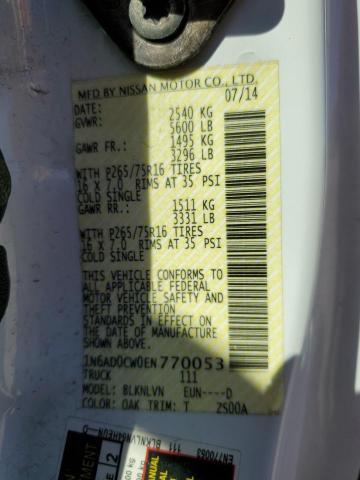 MFD BY NISSAN MOTOR CO., LTD.
DATE: 07/14
GVWR: 2540 KG
5600 LB
GAWR FR.: 1495 KG
3296 LB
WITH P265/75R16 TIRES
16 X 7.0 RIMS AT 35 PSI
COLD SINGLE
GAWR RR.: 1511 KG
3331 LB
WITH P265/75R16 TIRES
16 X 7.0 RIMS AT 35 PSI
COLD SINGLE
THIS VEHICLE CONFORMS TO
ALL APPLICABLE FEDERAL
MOTOR VEHICLE SAFETY AND
THEFT PREVENTION
STANDARDS IN EFFECT ON THE
DATE OF MANUFACTURE
SHOWN ABOVE.
1N6AD0CW0EN770053
TRUCK 111
MODEL: BLKNLVN EUN----D
COLOR: QAK TRIM: T 2S00A
EN770053
111
MANUAL